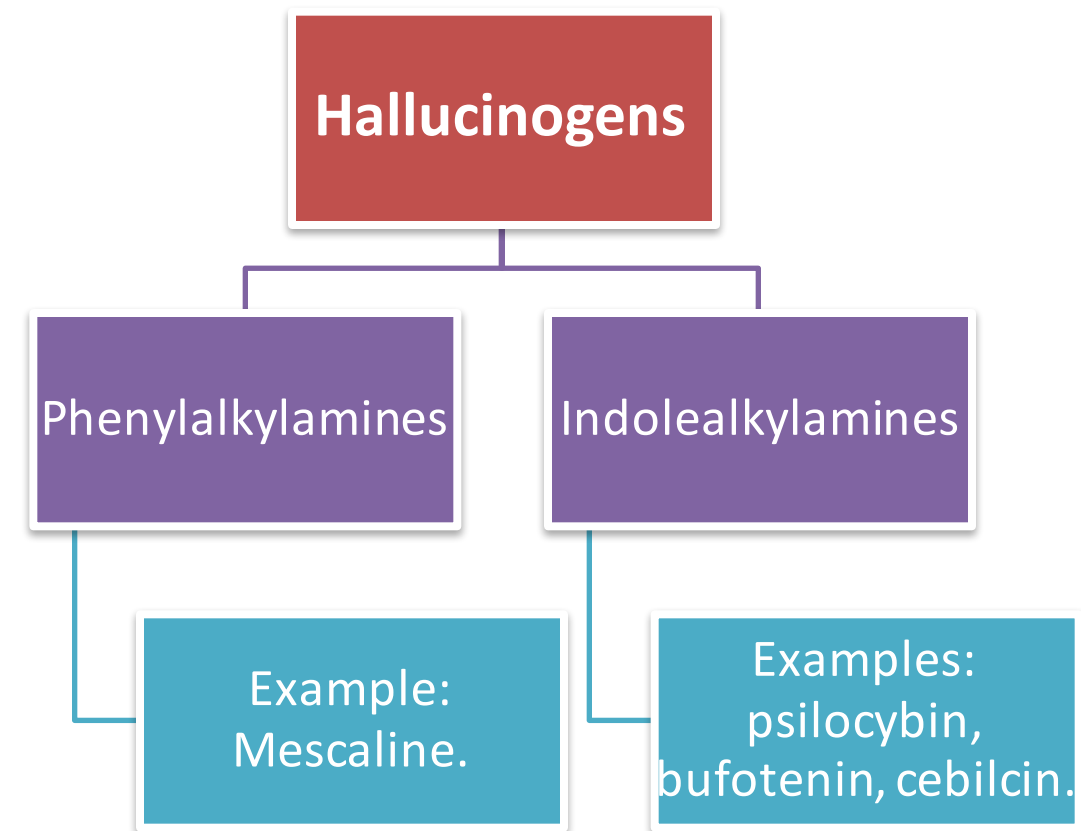 Hallucinogens
Phenylalkylamines
Indolealkylamines
Example:
Mescaline.
Examples:
psilocybin,
bufotenin, cebilcin.